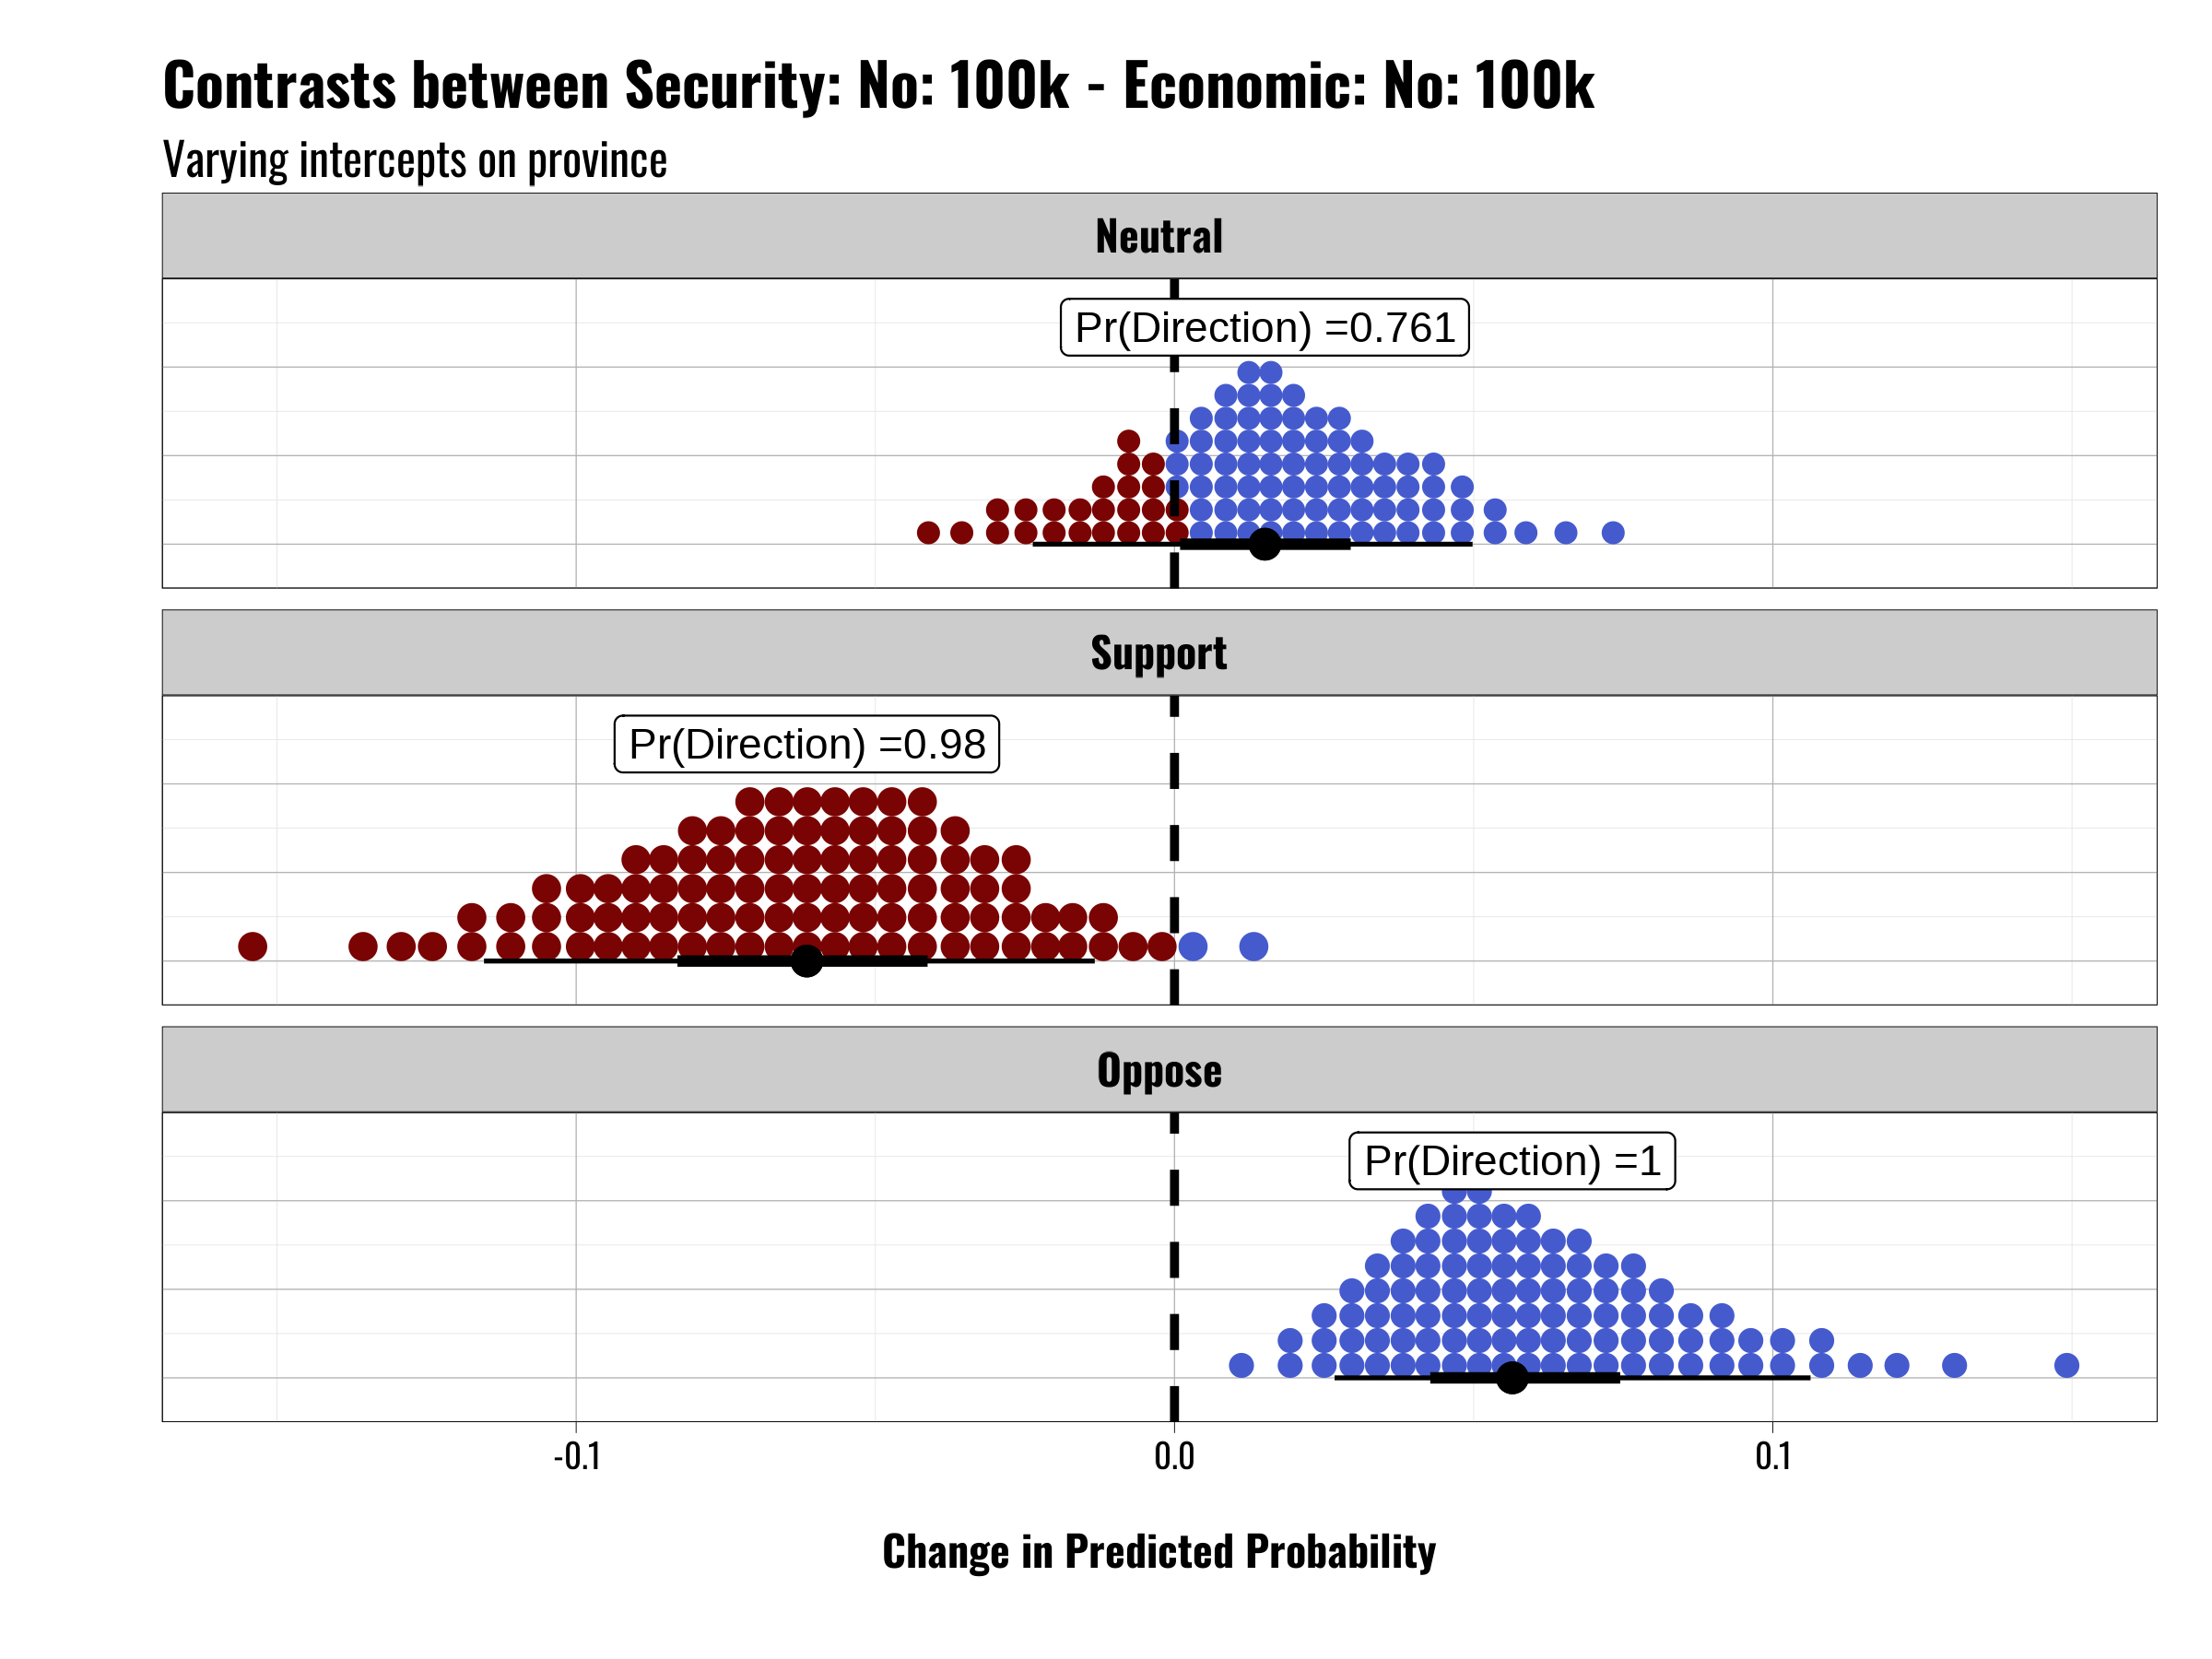 Contrasts between Security: No: 100k - Economic: No: 100k
Varying intercepts on province
Neutral
Pr(Direction) =0.761
Support
Pr(Direction) =0.98
Oppose
Pr(Direction) =1
-0.1 0.0 0.1
Change in Predicted Probability